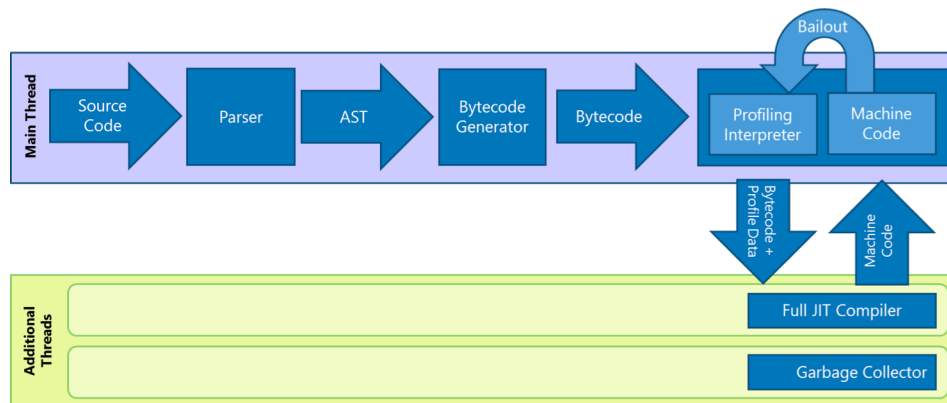 Bailout
Main Thread
Source
Code
Parser
AST
Bytecode
Generator
Bytecode
Profiling
Interpreter
Machine
Code
Bytecode +
Profile Data
Machine
Code
Additional
Threads
Full JIT Compiler
Garbage Collector